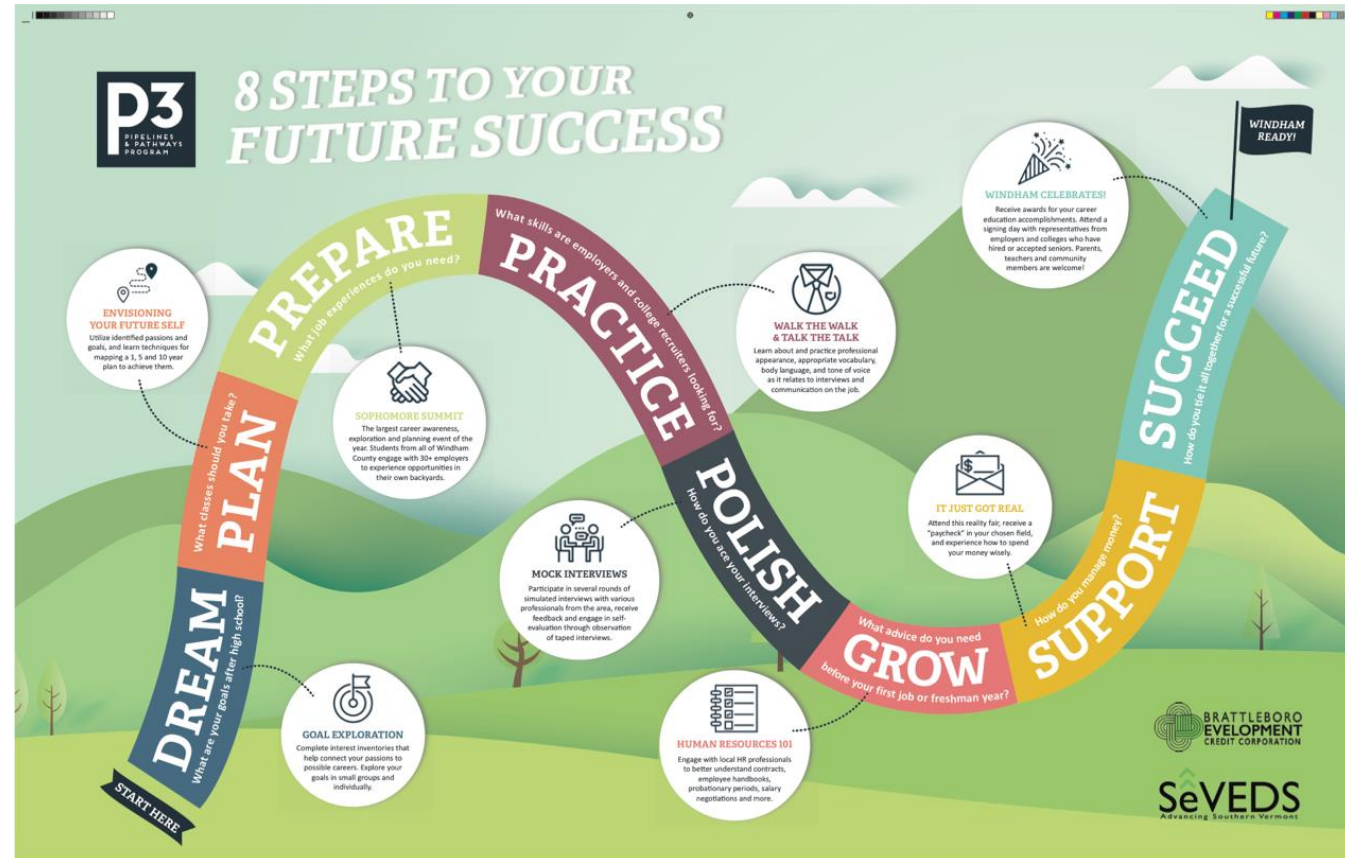 P3
PIPELINES
& PATHWAYS
PROGRAM
8 STEPS TO YOUR
FUTURE SUCCESS
START HERE
DREAM
What are your goals after high school?
GOAL EXPLORATION
Complete interest inventories that
help connect your passions to
possible careers. Explore your
goals in small groups and
individually.
PLAN
What classes should you take?
ENVISIONING
YOUR FUTURE SELF
Utilize identified passions and
goals, and learn techniques for
mapping a 1, 5 and 10 year
plan to achieve them.
PREPARE
What job experiences do you need?
SOPHOMORE SUMMIT
The largest career awareness,
exploration and planning event of the
year. Students from all of Windham
County engage with 30+ employers
to experience opportunities in
their own backyards.
What skills are employers and college recruiters looking for?
PRACTICE
WALK THE WALK
& TALK THE TALK
Learn about and practice professional
appearance, appropriate vocabulary,
body language, and tone of voice
as it relates to interviews and
communication on the job.
POLISH
How do you ace your interviews?
MOCK INTERVIEWS
Participate in several rounds of
simulated interviews with various
professionals from the area, receive
feedback and engage in self-
evaluation through observation
of taped interviews.
What advice do you need
GROW
before your first job or freshman year?
HUMAN RESOURCES 101
Engage with local HR professionals
to better understand contracts,
employee handbooks,
probationary periods, salary
negotiations and more.
How do you manage money?
SUPPORT
$
IT JUST GOT REAL
Attend this reality fair, receive a
"paycheck" in your chosen field,
and experience how to spend
your money wisely.
SUCCEED
How do you tie it all together for a successful future?
WINDHAM CELEBRATES!
Receive awards for your career
education accomplishments. Attend a
signing day with representatives from
employers and colleges who have
hired or accepted seniors. Parents,
teachers and community
members are welcome!
WINDHAM
READY!
BRATTLEBORO
EVELOPMENT
CREDIT CORPORATION
SeVEDS
Advancing Southern Vermont